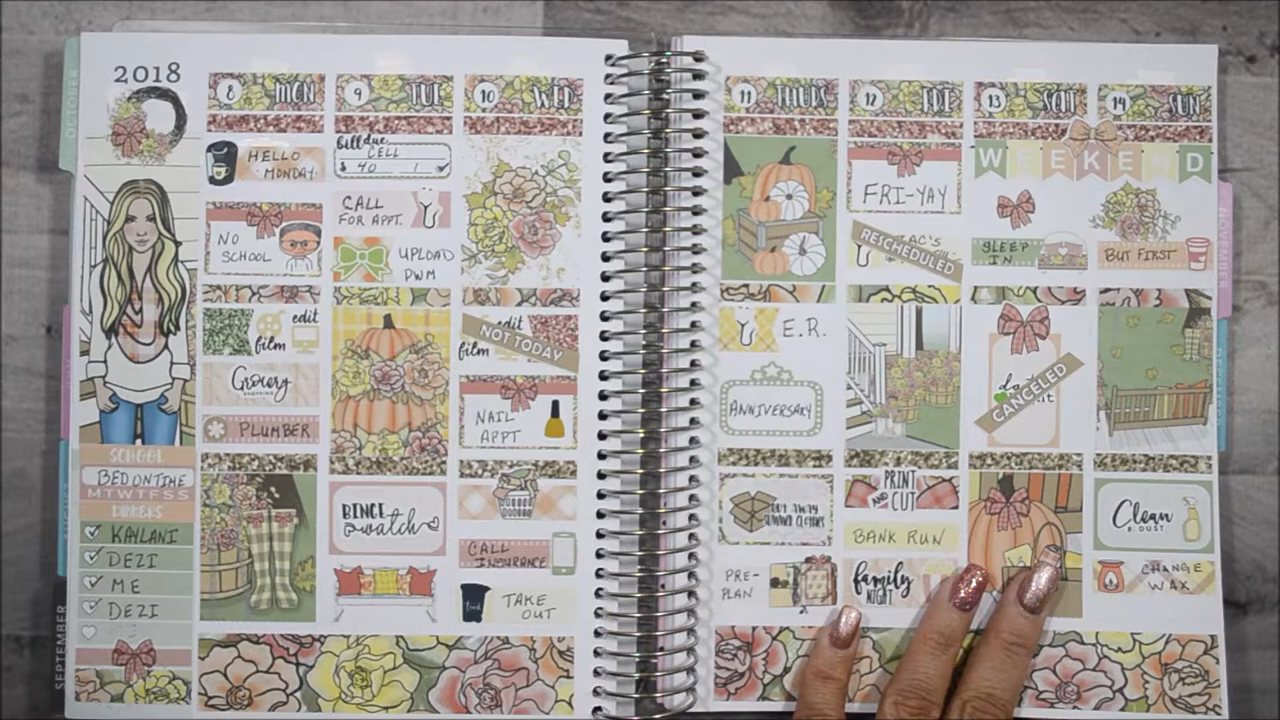 OCTOBER
2018
SCHOOL
BED ON TIME
MTWTFSS
DINNERS
KAYLANI
DEZI
ME
DEZI
SEPTEMBER
8 MON
HELLO
MONDAY
NO
SCHOOL
edit
film
Grocery
SHOPPING
PLUMBER
9 TUE
bill due
CELL
$ 40 1
CALL
FOR APPT.
UPLOAD
PWM
BINGE
watch
10 WED
edit
film
NOT TODAY
NAIL
APPT
CALL
INSURANCE
TAKE
OUT
11 THURS
E.R.
ANNIVERSARY
PUT AWAY
SUMMER CLOTHES
PRE-
PLAN
12 FRI
FRI-YAY
RESCHEDULED
PRINT
AND CUT
BANK RUN
family
NIGHT
13 SAT
WEEKEND
SLEEP
IN
CANCELED
14 SUN
BUT FIRST
Clean
& DUST
CHANGE
WAX
NOVEMBER